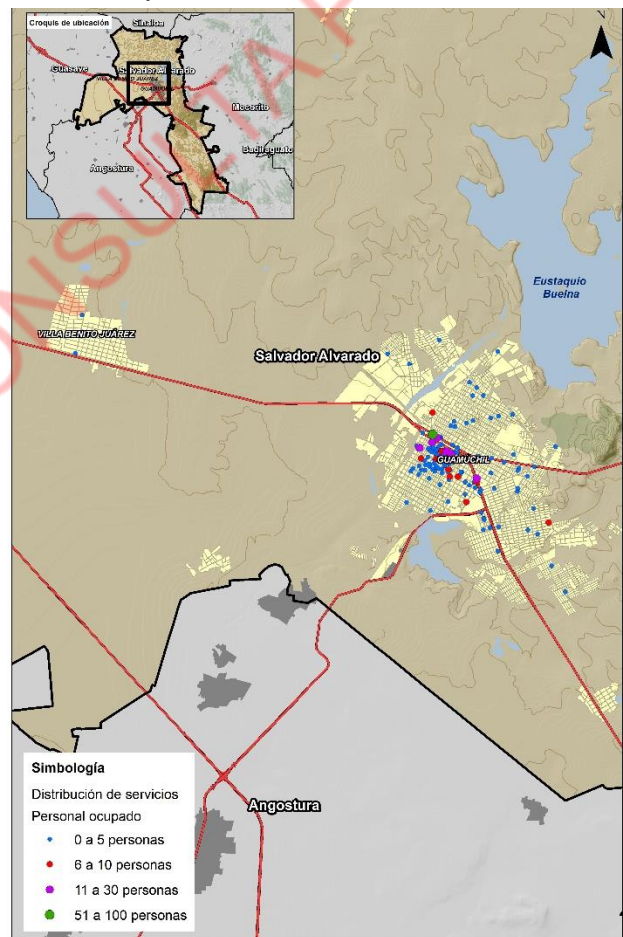 Croquis de ubicación
Sinaloa
Guasave
Salvador Alvarado
Mocorito
Badiraguato
Angostura
Eustaquio
Buelna
VILLA BENITO JUÁREZ
Salvador Alvarado
GUAMÚCHIL
Angostura
Simbología
Distribución de servicios
Personal ocupado
0 a 5 personas
6 a 10 personas
11 a 30 personas
51 a 100 personas